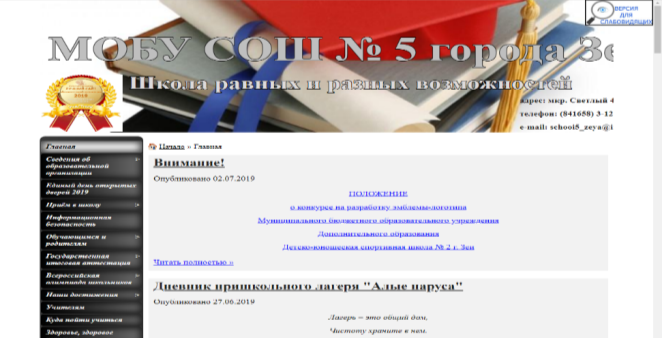 ВЕРСИЯ
ДЛЯ
СЛАБОВИДЯЩИХ
МОБУ СОШ № 5 города Зе
Школа равных и разных возможностей
адрес: мкр. Светлый 4
телефон: (841658) 3-12
e-mail: school5_zeya@i
Главная
Сведения об
образовательной
организации
Единый день открытых
дверей 2019
Приём в школу
Информационная
безопасность
Обучающимся и
родителям
Государственная
итоговая аттестация
Всероссийская
олимпиада школьников
Наши достижения
Учителям
Куда пойти учиться
Здоровье, здоровое
Начало » Главная
Внимание!
Опубликовано 02.07.2019
ПОЛОЖЕНИЕ
о конкурсе на разработку эмблемы-логотипа
Муниципального бюджетного образовательного учреждения
Дополнительного образования
Детско-юношеская спортивная школа № 2 г. Зеи
Читать полностью »
Дневник пришкольного лагеря "Алые паруса"
Опубликовано 27.06.2019
Лагерь – это общий дом,
Чистоту храните в нем.